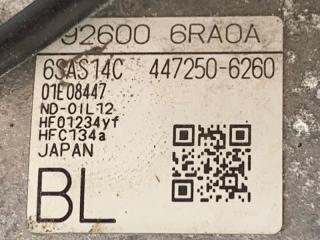 92600 6RA0A
6SAS14C 447250-6260
01E08447
ND-OIL12
HFO1234yf
HFC134a
JAPAN
BL